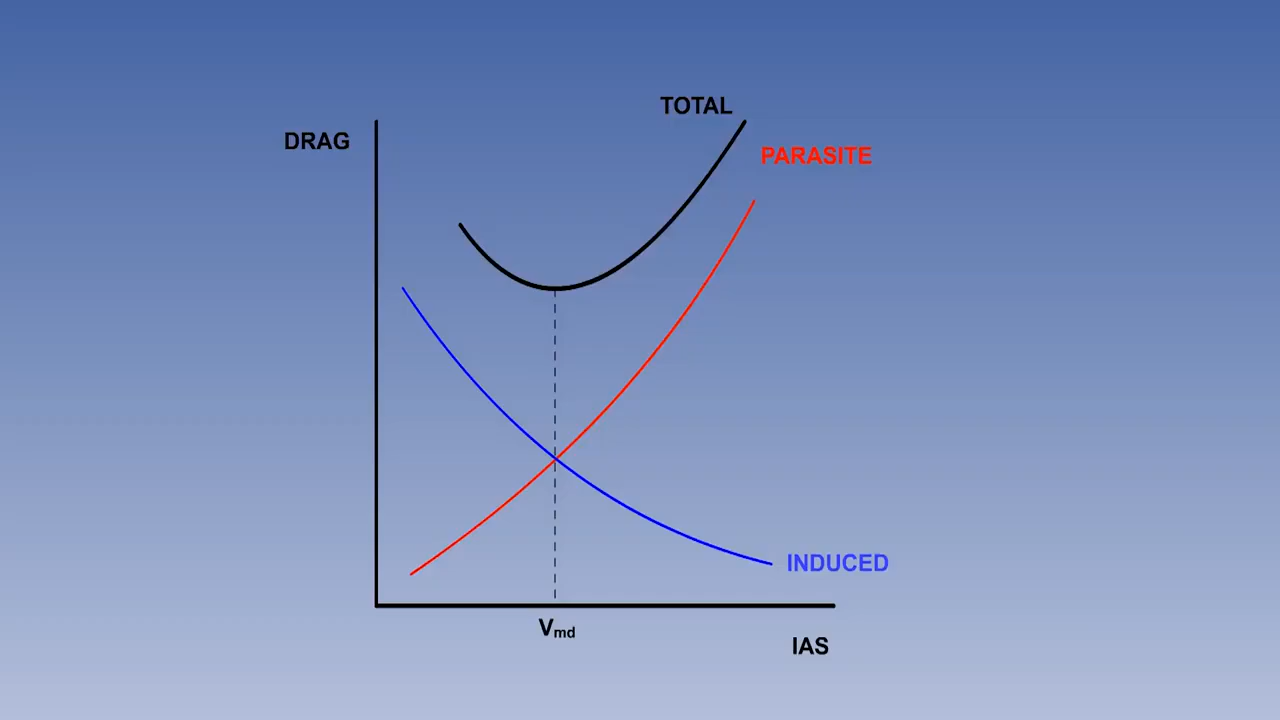 TOTAL
DRAG
PARASITE
INDUCED
Vmd
IAS